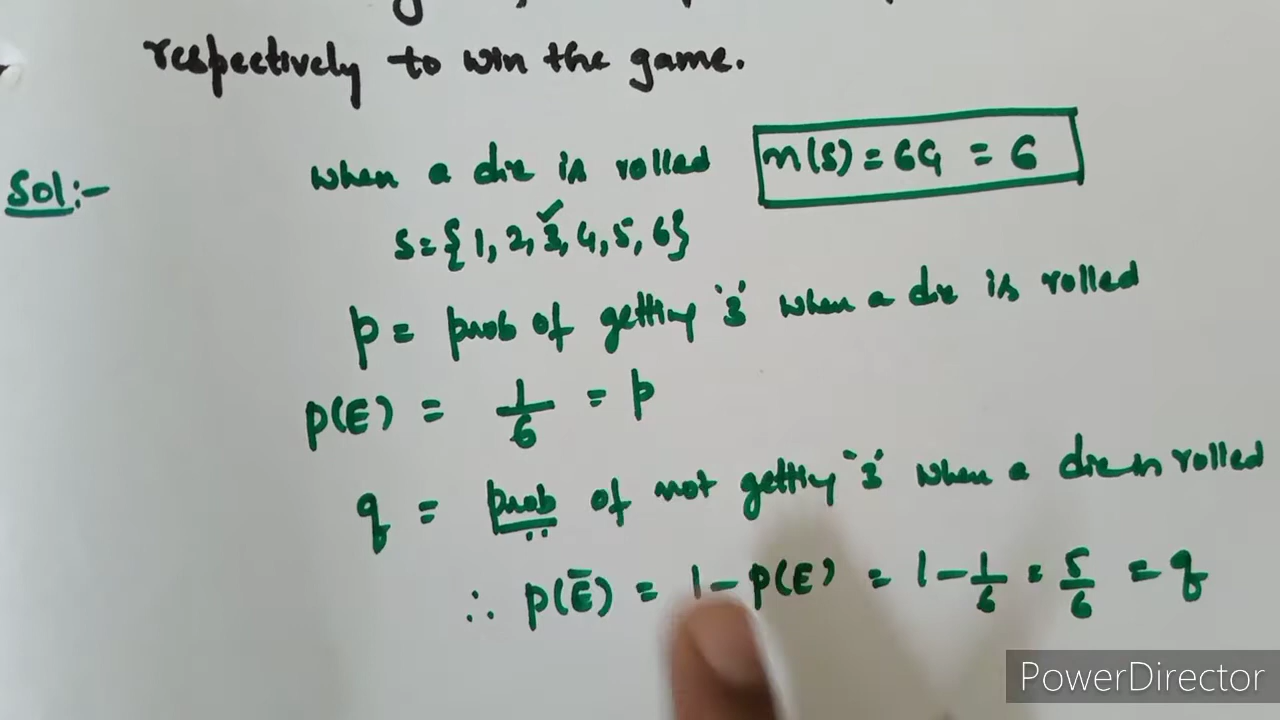 respectively to win the game.
Sol:-
when a die is rolled
n(S) = 6C₁ = 6
S = {1, 2, 3, 4, 5, 6}
p = prob of getting '3' when a die is rolled
P(E) = 1/6 = p
q = prob of not getting '3' when a die is rolled
∴ P(Ē) = 1 - P(E) = 1 - 1/6 = 5/6 = q
PowerDirector